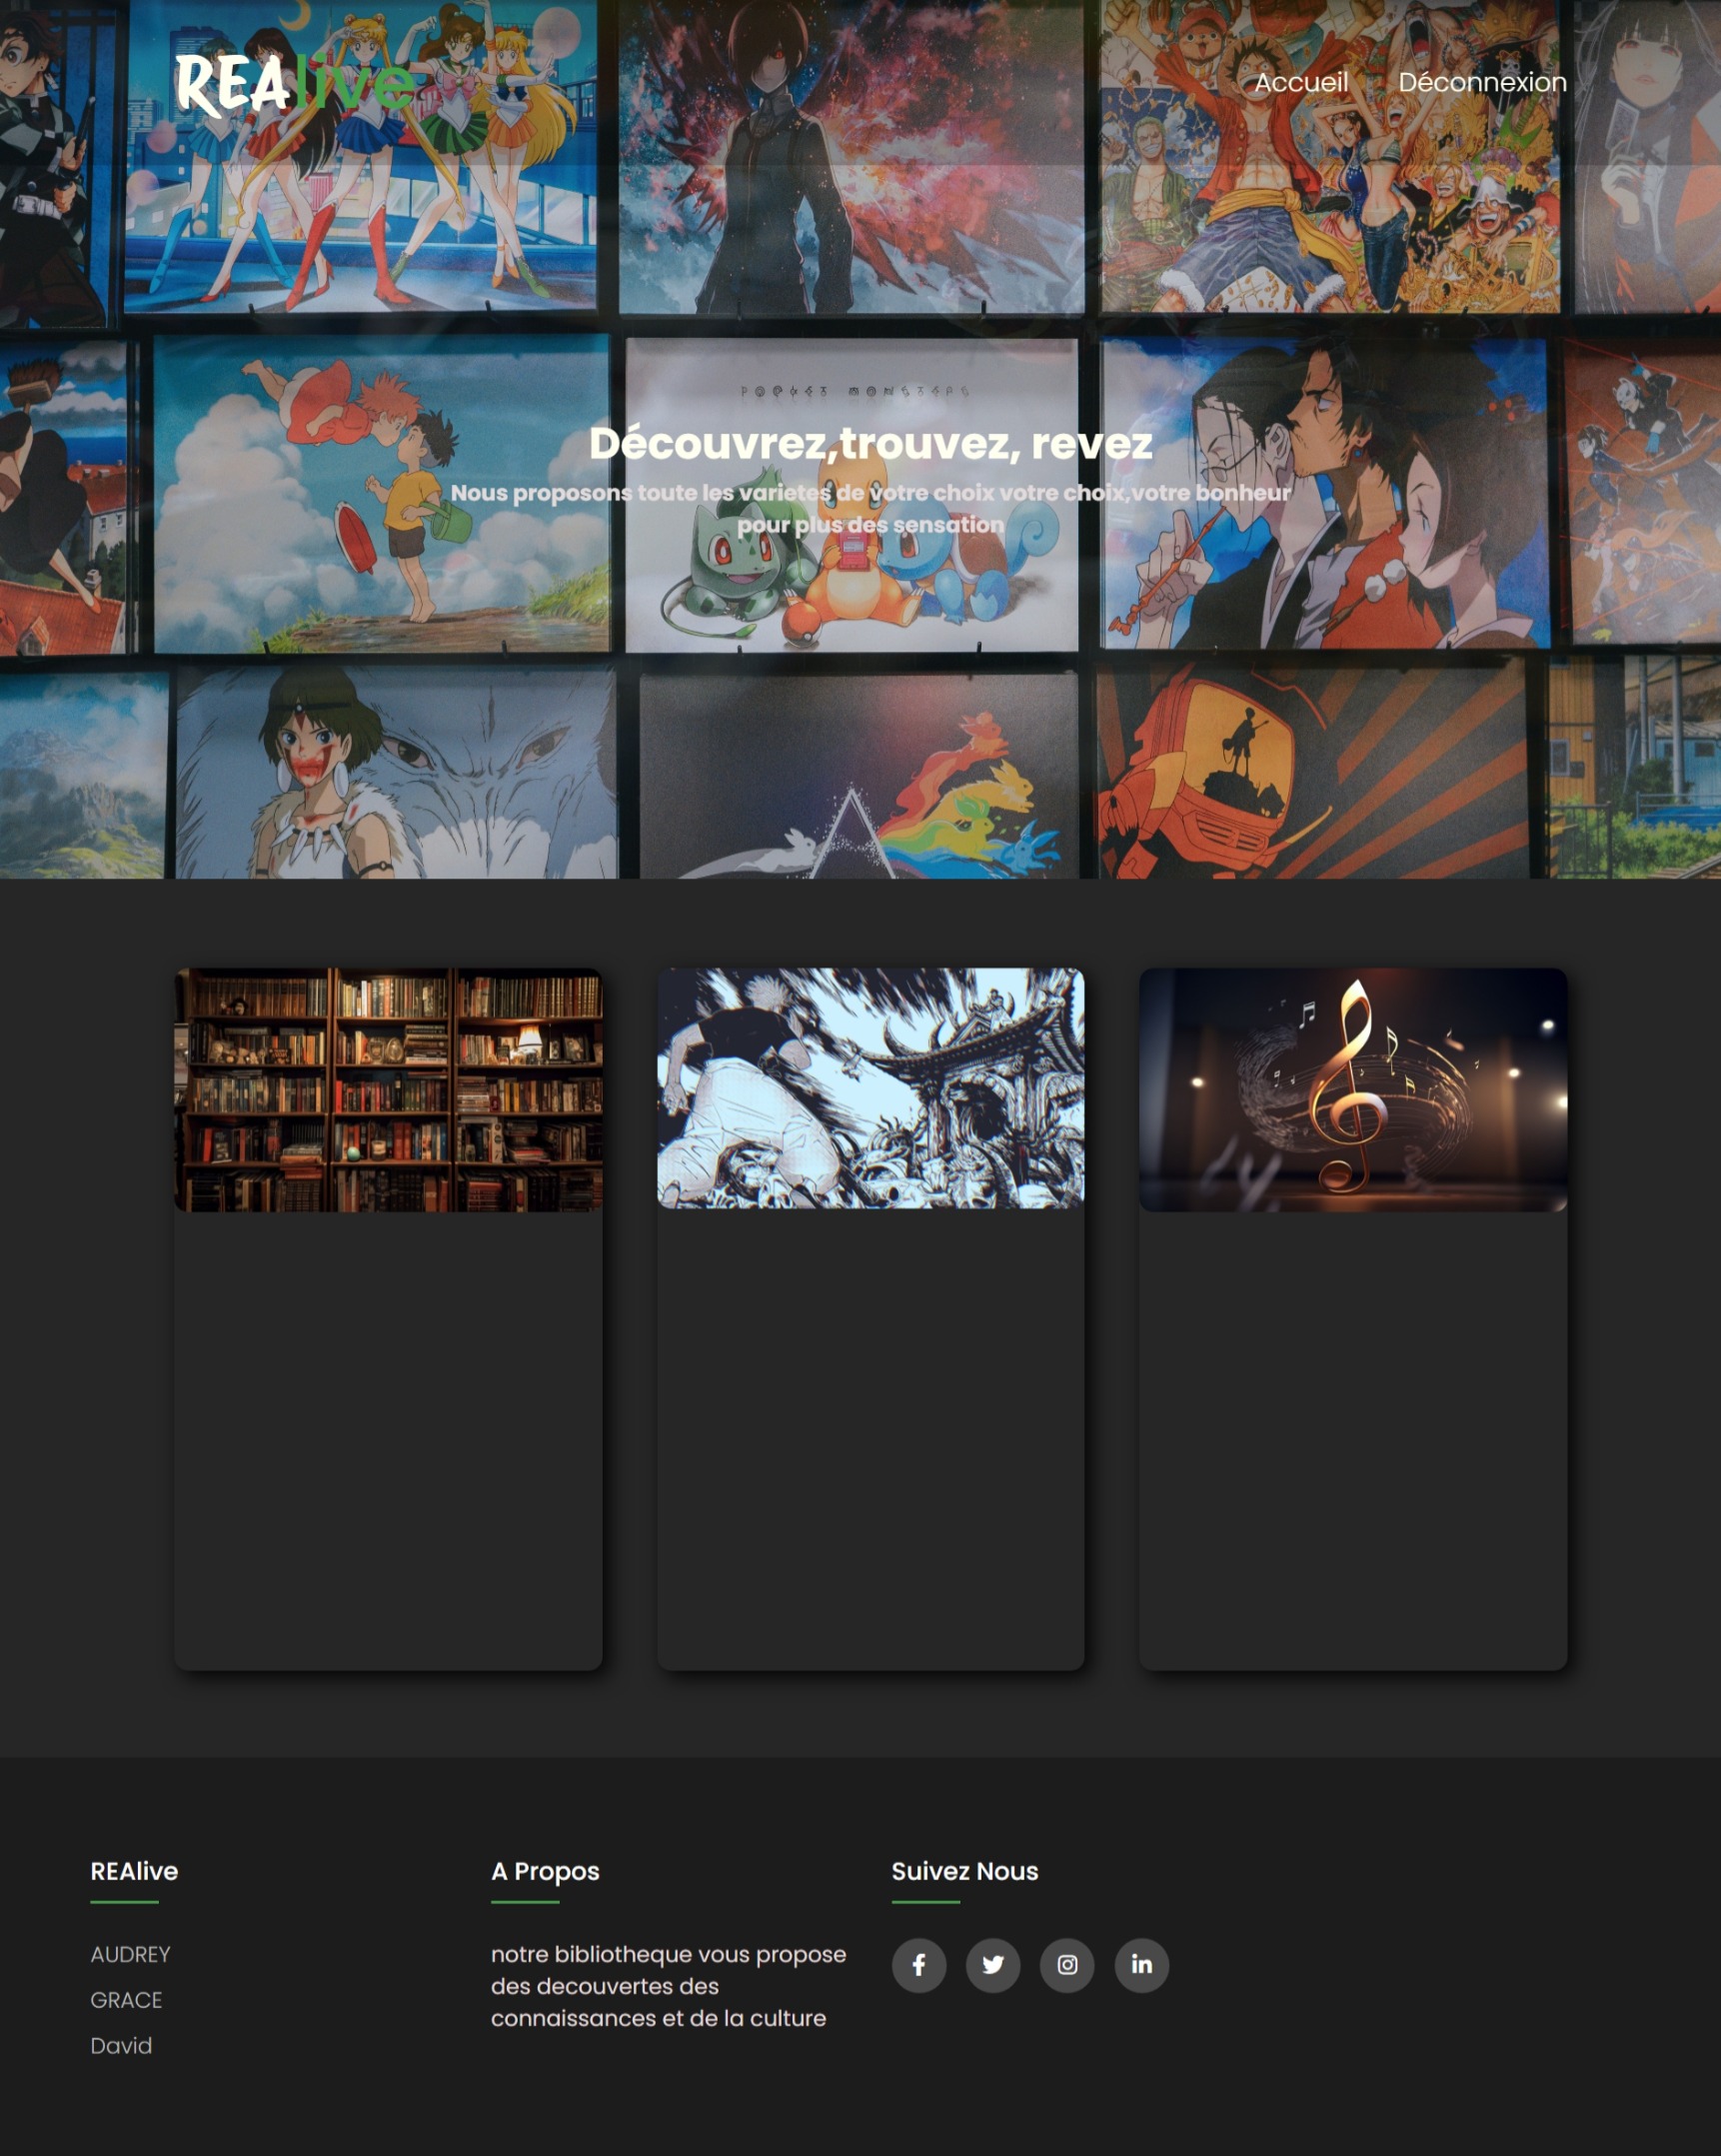 REAlive
Accueil Déconnexion
Découvrez,trouvez, revez
Nous proposons toute les varietes de votre choix votre choix,votre bonheur
pour plus des sensation
REAlive
AUDREY
GRACE
David
A Propos
notre bibliotheque vous propose
des decouvertes des
connaissances et de la culture
Suivez Nous